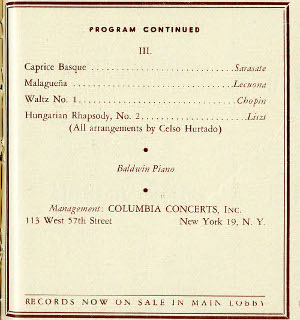 PROGRAM CONTINUED
III.
Caprice Basque ........................ Sarasate
Malagueña ........................ Lecuona
Waltz No. 1 ........................ Chopin
Hungarian Rhapsody, No. 2 ........................ Liszt
(All arrangements by Celso Hurtado)
•
Baldwin Piano
•
Management: COLUMBIA CONCERTS, INC.
113 West 57th Street New York 19, N. Y.
RECORDS NOW ON SALE IN MAIN LOBBY